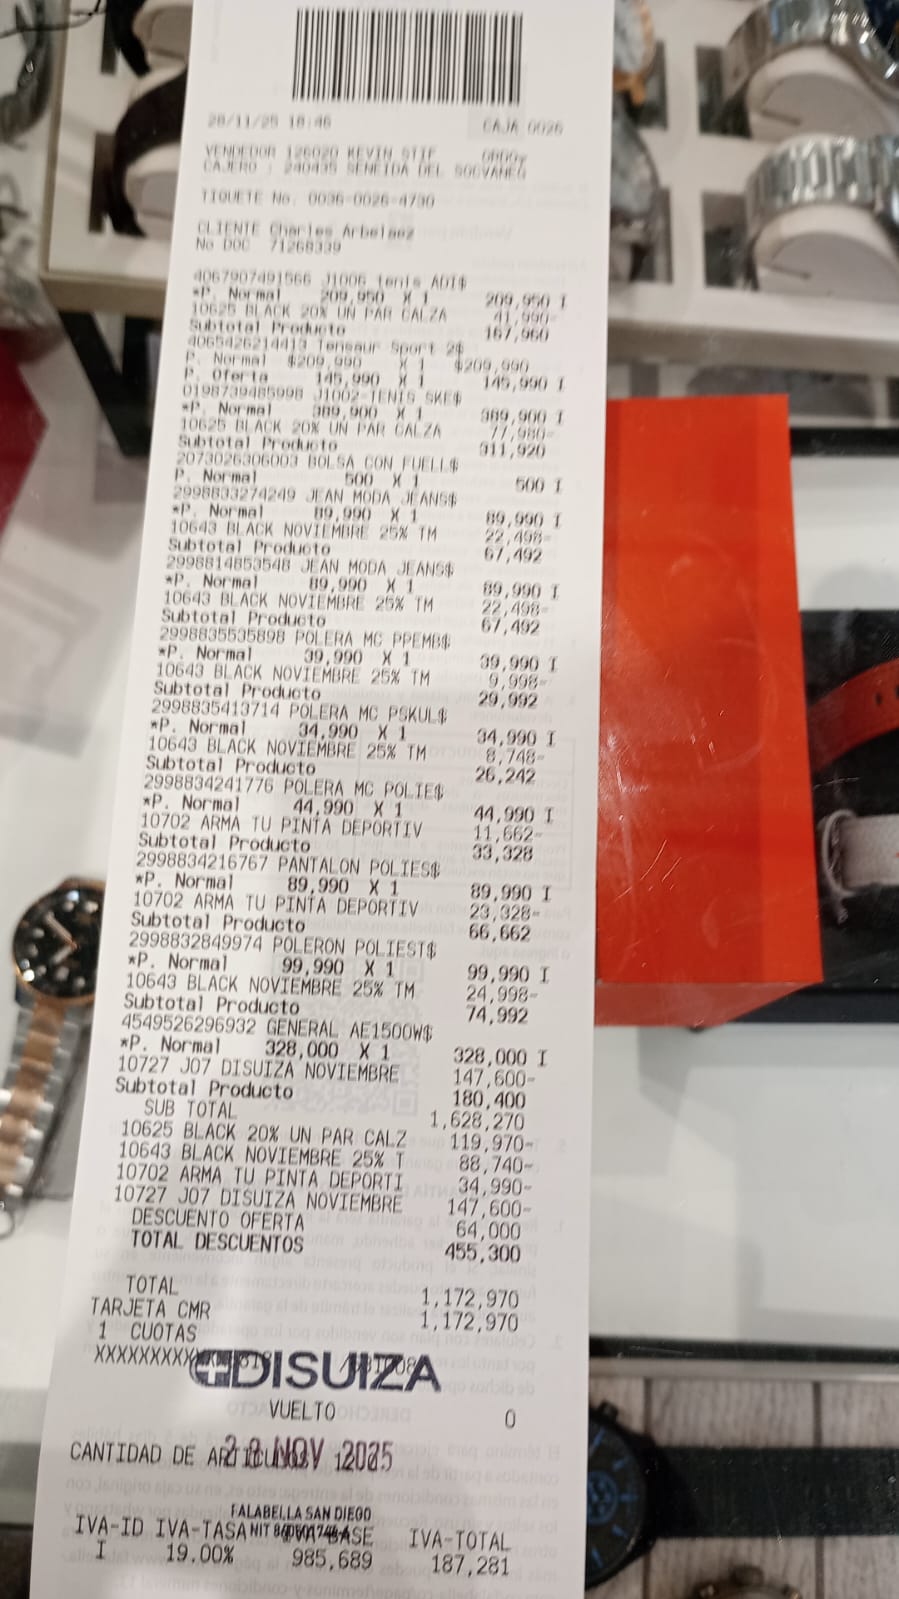 28/11/25 18:46 CAJA 0026
VENDEDOR 126020 KEVIN STIF
CAJERO : 240435 SENEIDA DEL SOCVANEG
TIQUETE No. 0036-0026-4730
CLIENTE Charles Arbelaez
No DOC 71268339
4067907491566 J1006 tenis ADI$
*P. Normal 209,950 X 1 209,950 I
10625 BLACK 20% UN PAR CALZA 41,990-
Subtotal Producto 167,960
4065426214413 Tensaur Sport 2$
P. Normal $209,990 X 1 $209,990
P. Oferta 145,990 X 1 145,990 I
0198739485998 J1002-TENIS SKE$
*P. Normal 389,900 X 1 389,900 I
10625 BLACK 20% UN PAR CALZA 77,980-
Subtotal Producto 311,920
2073026306003 BOLSA CON FUELL$
P. Normal 500 X 1 500 I
2998833274249 JEAN MODA JEANS$
*P. Normal 89,990 X 1 89,990 I
10643 BLACK NOVIEMBRE 25% TM 22,498-
Subtotal Producto 67,492
2998814853548 JEAN MODA JEANS$
*P. Normal 89,990 X 1 89,990 I
10643 BLACK NOVIEMBRE 25% TM 22,498-
Subtotal Producto 67,492
2998835535898 POLERA MC PPEMB$
*P. Normal 39,990 X 1 39,990 I
10643 BLACK NOVIEMBRE 25% TM 9,998-
Subtotal Producto 29,992
2998835413714 POLERA MC PSKUL$
*P. Normal 34,990 X 1 34,990 I
10643 BLACK NOVIEMBRE 25% TM 8,748-
Subtotal Producto 26,242
2998834241776 POLERA MC POLIE$
*P. Normal 44,990 X 1 44,990 I
10702 ARMA TU PINTA DEPORTIV 11,662-
Subtotal Producto 33,328
2998834216767 PANTALON POLIES$
*P. Normal 89,990 X 1 89,990 I
10702 ARMA TU PINTA DEPORTIV 23,328-
Subtotal Producto 66,662
2998832849974 POLERON POLIEST$
*P. Normal 99,990 X 1 99,990 I
10643 BLACK NOVIEMBRE 25% TM 24,998-
Subtotal Producto 74,992
4549526296932 GENERAL AE1500W$
*P. Normal 328,000 X 1 328,000 I
10727 J07 DISUIZA NOVIEMBRE 147,600-
Subtotal Producto 180,400
SUB TOTAL 1,628,270
10625 BLACK 20% UN PAR CALZ 119,970-
10643 BLACK NOVIEMBRE 25% T 88,740-
10702 ARMA TU PINTA DEPORTI 34,990-
10727 J07 DISUIZA NOVIEMBRE 147,600-
DESCUENTO OFERTA 64,000
TOTAL DESCUENTOS 455,300
TOTAL 1,172,970
TARJETA CMR 1,172,970
1 CUOTAS
XXXXXXXXX
DISUIZA
VUELTO 0
CANTIDAD DE ARTICULOS 12
28 NOV 2025
FALABELLA SAN DIEGO
NIT
IVA-ID IVA-TASA IVA-BASE IVA-TOTAL
I 19.00% 985,689 187,281